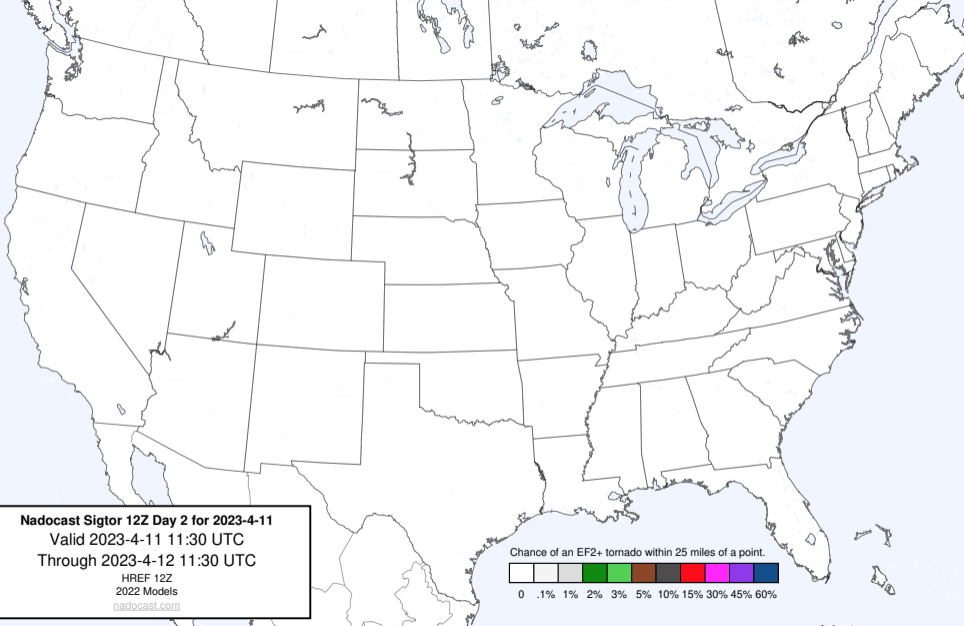 Nadocast Sigtor 12Z Day 2 for 2023-4-11
Valid 2023-4-11 11:30 UTC
Through 2023-4-12 11:30 UTC
HREF 12Z
2022 Models
nadocast.com
Chance of an EF2+ tornado within 25 miles of a point.
0 .1% 1% 2% 3% 5% 10% 15% 30% 45% 60%